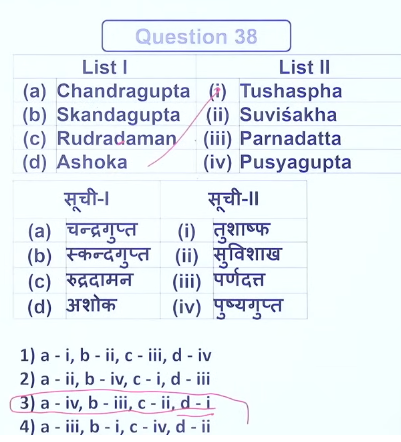 Question 38
List I List II
(a) Chandragupta (i) Tushaspha
(b) Skandagupta (ii) Suviśakha
(c) Rudradaman (iii) Parnadatta
(d) Ashoka (iv) Pusyagupta
सूची-I सूची-II
(a) चन्द्रगुप्त (i) तुशाष्फ
(b) स्कन्दगुप्त (ii) सुविशाख
(c) रुद्रदामन (iii) पर्णदत्त
(d) अशोक (iv) पुष्यगुप्त
1) a - i, b - ii, c - iii, d - iv
2) a - ii, b - iv, c - i, d - iii
3) a - iv, b - iii, c - ii, d - i
4) a - iii, b - i, c - iv, d - ii